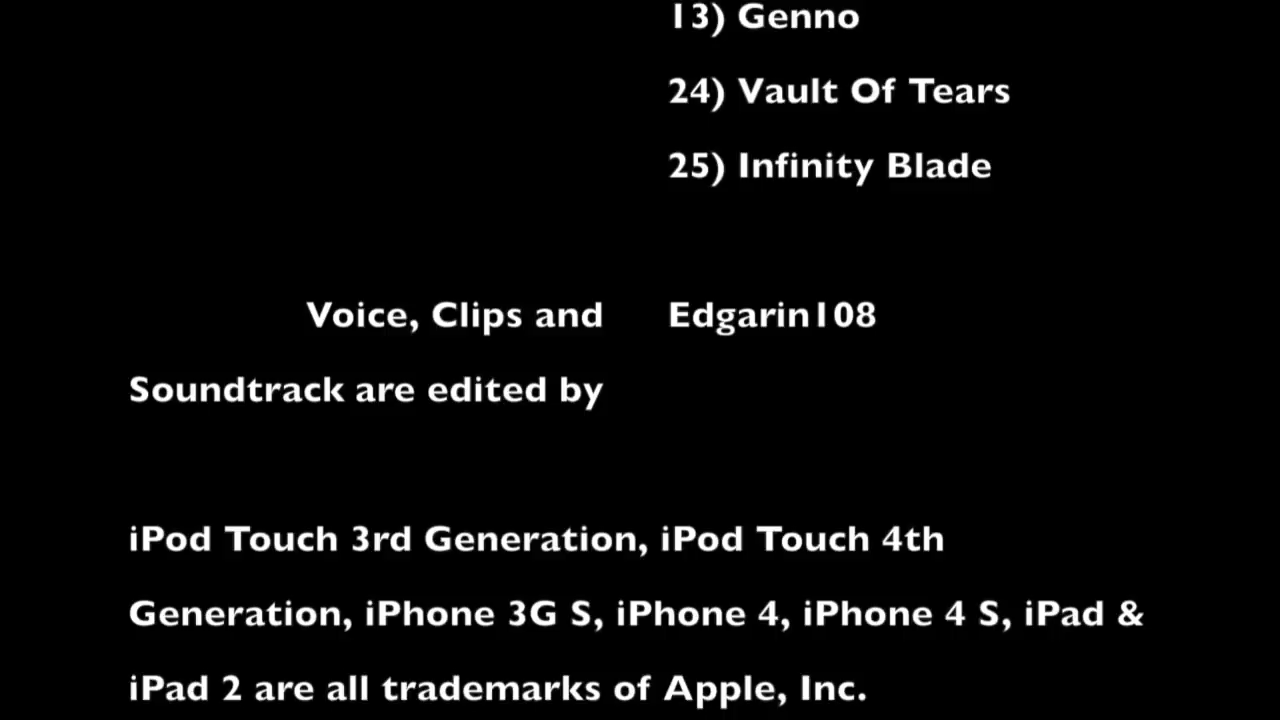 13) Genno
24) Vault Of Tears
25) Infinity Blade
Voice, Clips and Edgarin108
Soundtrack are edited by
iPod Touch 3rd Generation, iPod Touch 4th
Generation, iPhone 3G S, iPhone 4, iPhone 4 S, iPad &
iPad 2 are all trademarks of Apple, Inc.